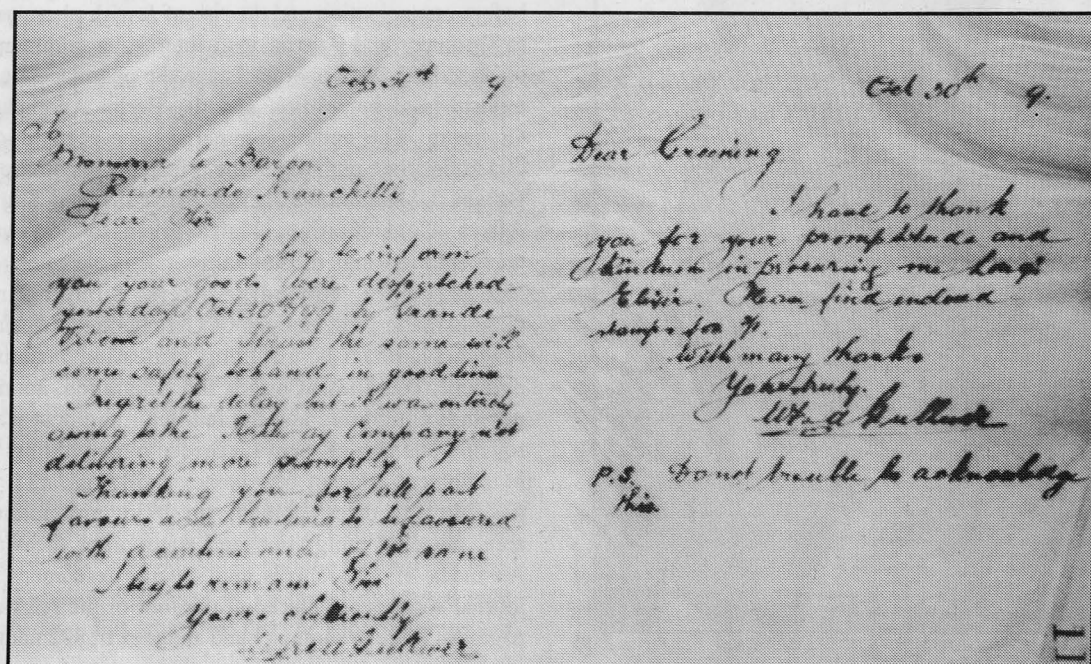 Oct 31st 9
To
Monsieur le Baron
Raimondo Franchetti
Dear Sir
I beg to inform
you your goods were despatched
yesterday Oct 30th/99 by Grande
Vitesse and trust the same will
come safely to hand in good time
I regret the delay but it was entirely
owing to the Railway Company not
delivering more promptly
Thanking you for all past
favours and trusting to be favoured
with a continuance of the same
I beg to remain Sir
Yours obediently
Alfred Gulliver
Oct 30th 9.
Dear Greening
I have to thank
you for your promptitude and
kindness in procuring me
Elixir. Please find enclosed
stamps for
With many thanks
Yours truly.
Gulliver
P.S. Do not trouble to acknowledge
this